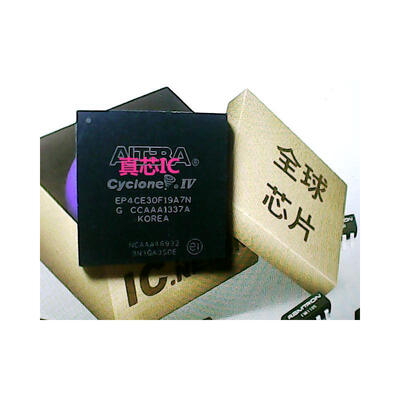 ALTERA®
真芯IC
Cyclone® IV
EP4CE30F19A7N
G CCAAA1337A
KOREA
全球
芯片
IC.